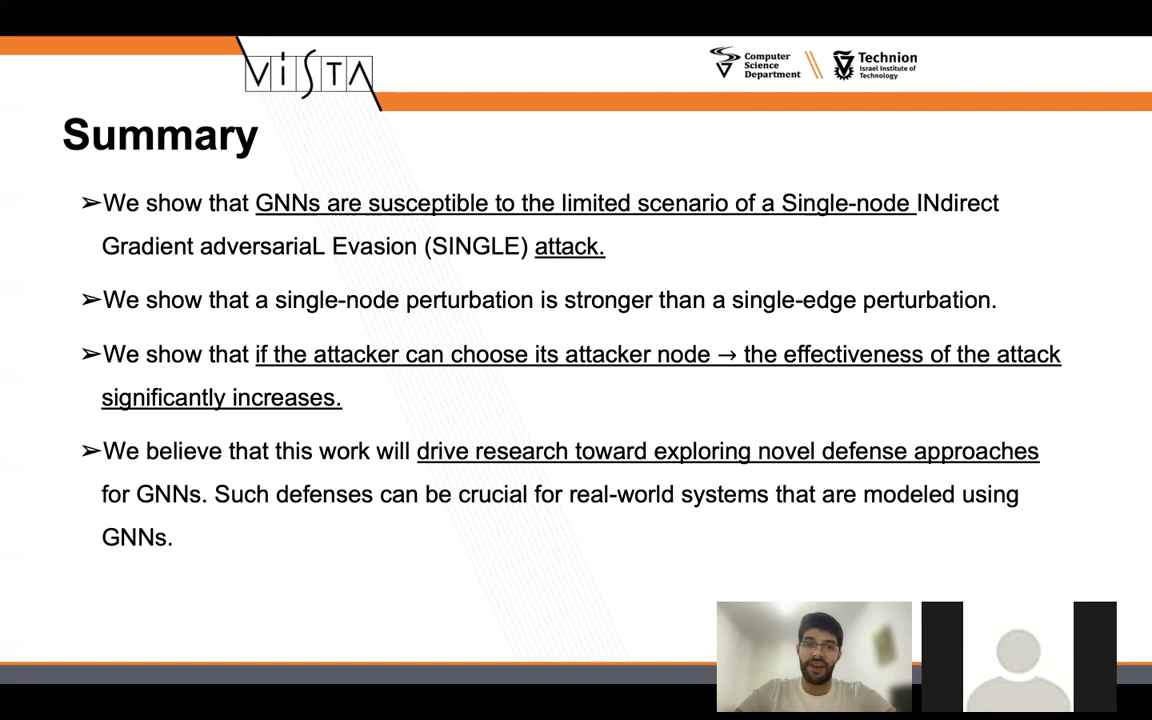 ViSTA
Computer
Science
Department
Technion
Israel Institute of
Technology
Summary
➢We show that GNNs are susceptible to the limited scenario of a Single-node INdirect
Gradient adversariaL Evasion (SINGLE) attack.
➢We show that a single-node perturbation is stronger than a single-edge perturbation.
➢We show that if the attacker can choose its attacker node → the effectiveness of the attack
significantly increases.
➢We believe that this work will drive research toward exploring novel defense approaches
for GNNs. Such defenses can be crucial for real-world systems that are modeled using
GNNs.